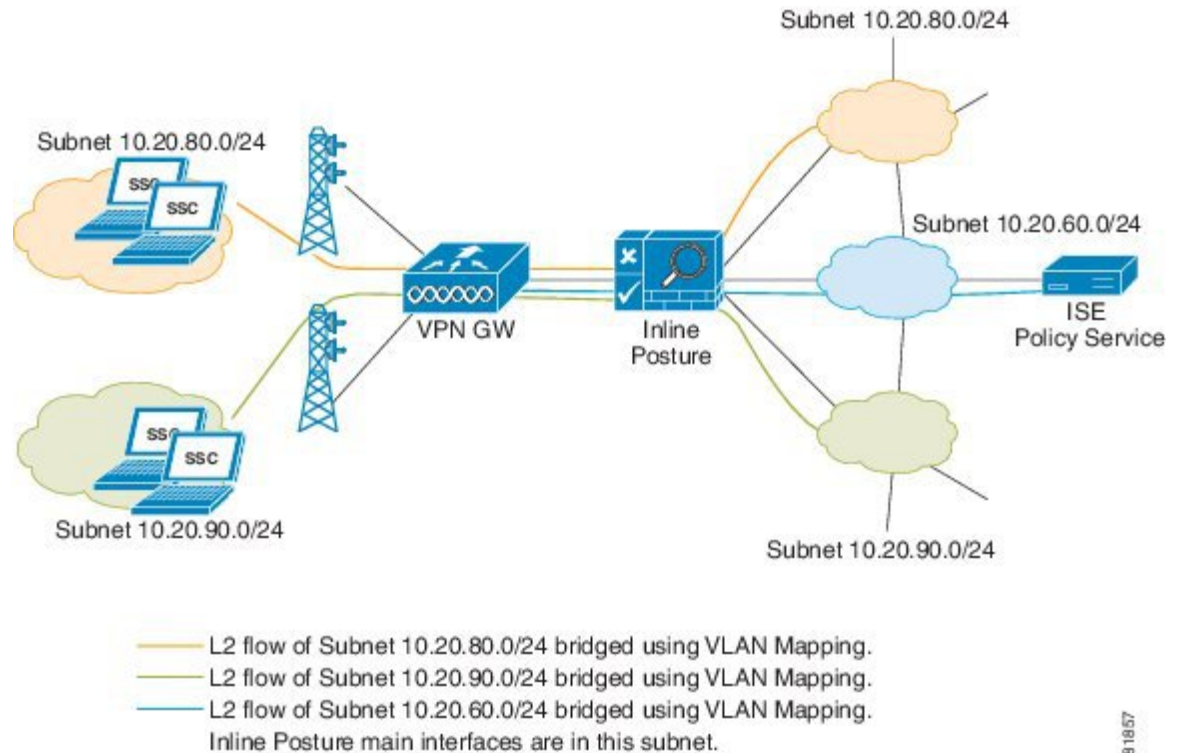 Subnet 10.20.80.0/24
Subnet 10.20.80.0/24
SSC
SSC
Subnet 10.20.60.0/24
VPN GW
Inline
Posture
ISE
Policy Service
SSC
SSC
Subnet 10.20.90.0/24
Subnet 10.20.90.0/24
L2 flow of Subnet 10.20.80.0/24 bridged using VLAN Mapping.
L2 flow of Subnet 10.20.90.0/24 bridged using VLAN Mapping.
L2 flow of Subnet 10.20.60.0/24 bridged using VLAN Mapping.
Inline Posture main interfaces are in this subnet.